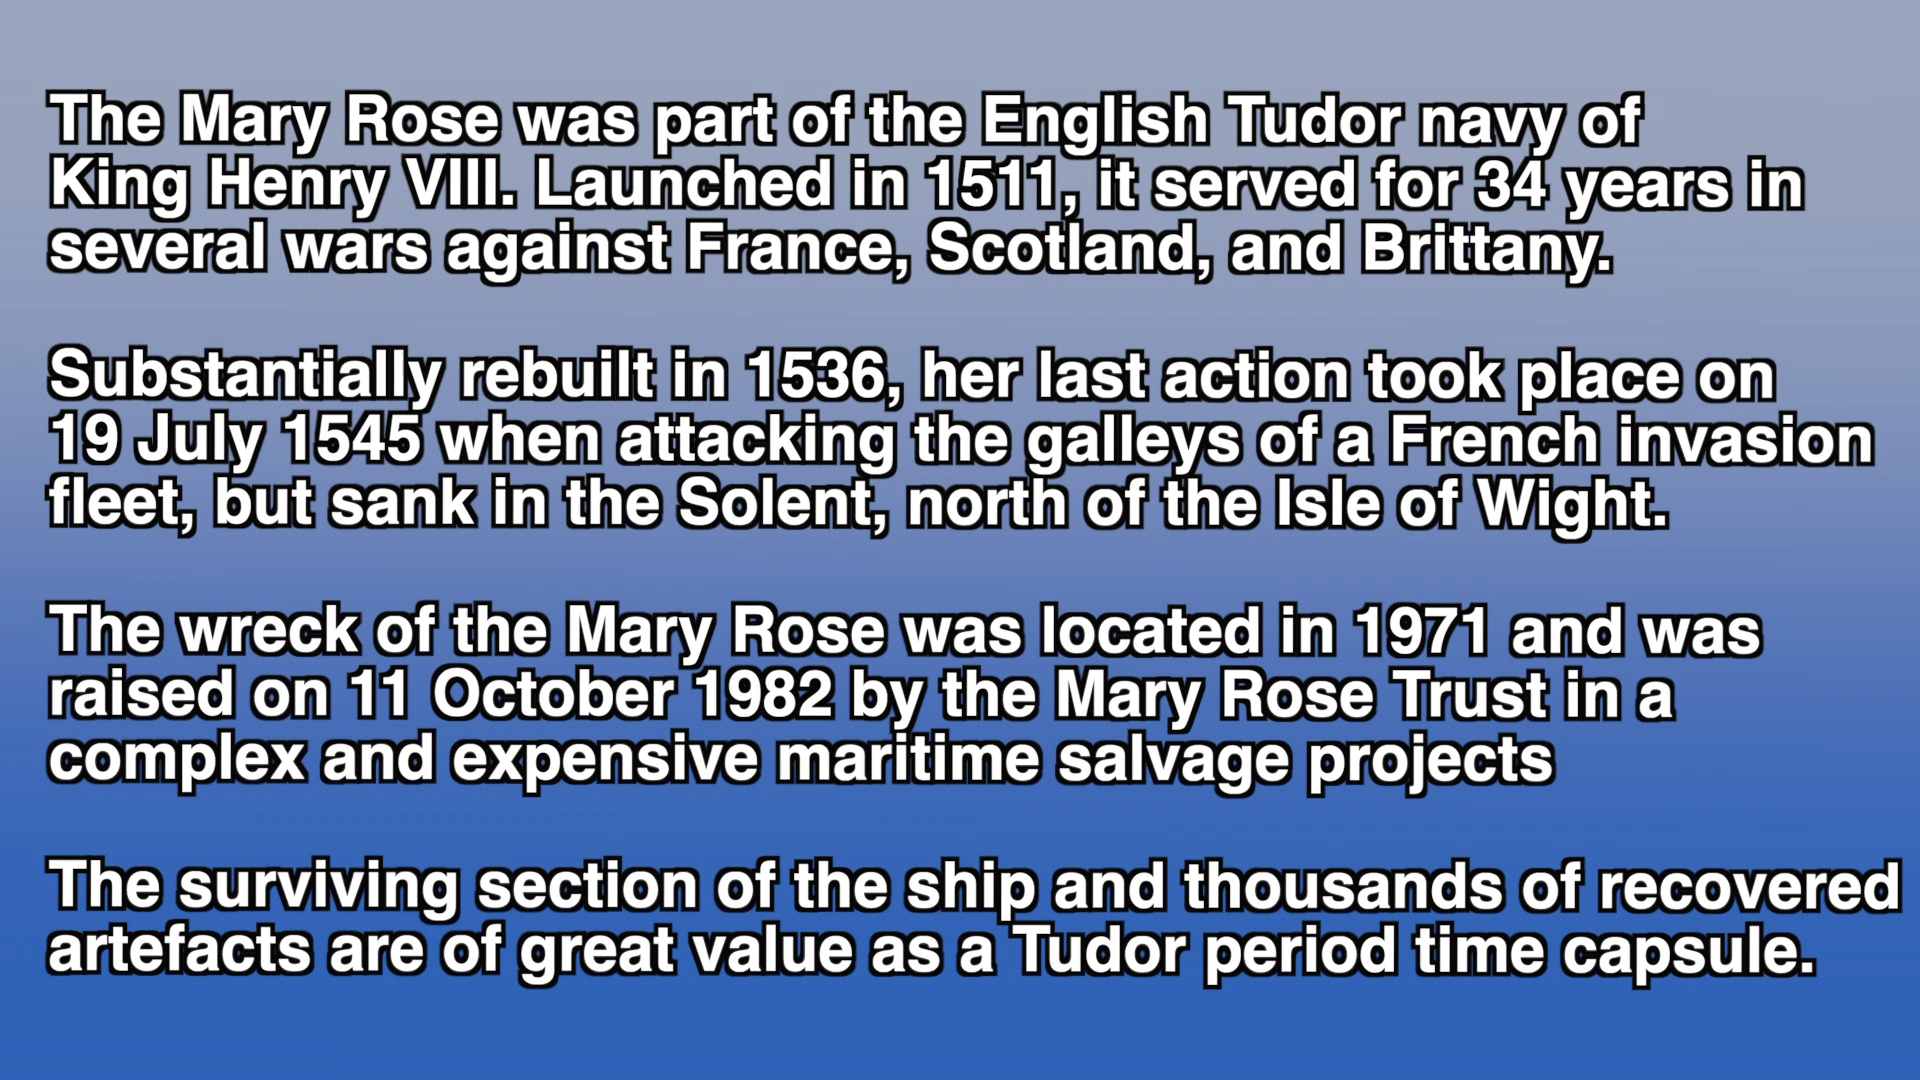 The Mary Rose was part of the English Tudor navy of
King Henry VIII. Launched in 1511, it served for 34 years in
several wars against France, Scotland, and Brittany.
Substantially rebuilt in 1536, her last action took place on
19 July 1545 when attacking the galleys of a French invasion
fleet, but sank in the Solent, north of the Isle of Wight.
The wreck of the Mary Rose was located in 1971 and was
raised on 11 October 1982 by the Mary Rose Trust in a
complex and expensive maritime salvage projects
The surviving section of the ship and thousands of recovered
artefacts are of great value as a Tudor period time capsule.